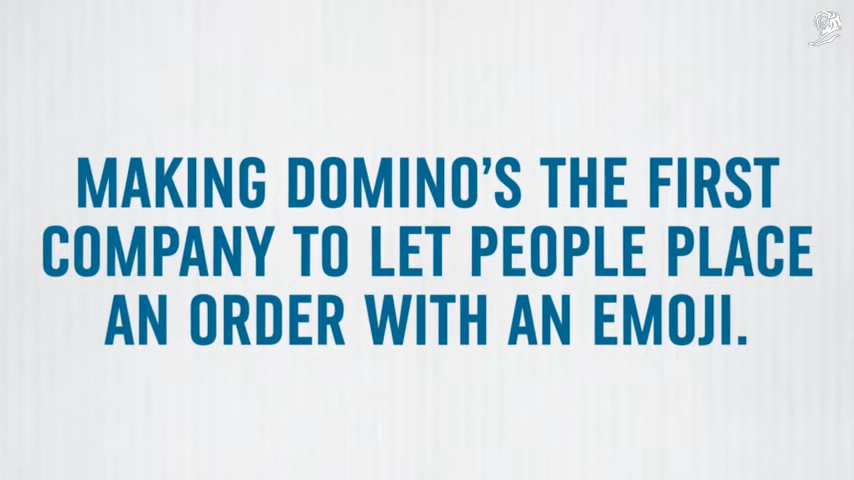 MAKING DOMINO'S THE FIRST
COMPANY TO LET PEOPLE PLACE
AN ORDER WITH AN EMOJI.